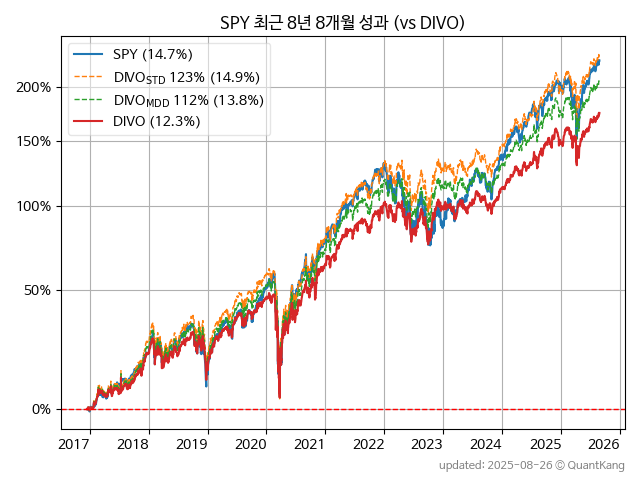 SPY 최근 8년 8개월 성과 (vs DIVO)
SPY (14.7%)
DIVO_STD 123% (14.9%)
DIVO_MDD 112% (13.8%)
DIVO (12.3%)
200%
150%
100%
50%
0%
2017 2018 2019 2020 2021 2022 2023 2024 2025 2026
updated: 2025-08-26 © QuantKang